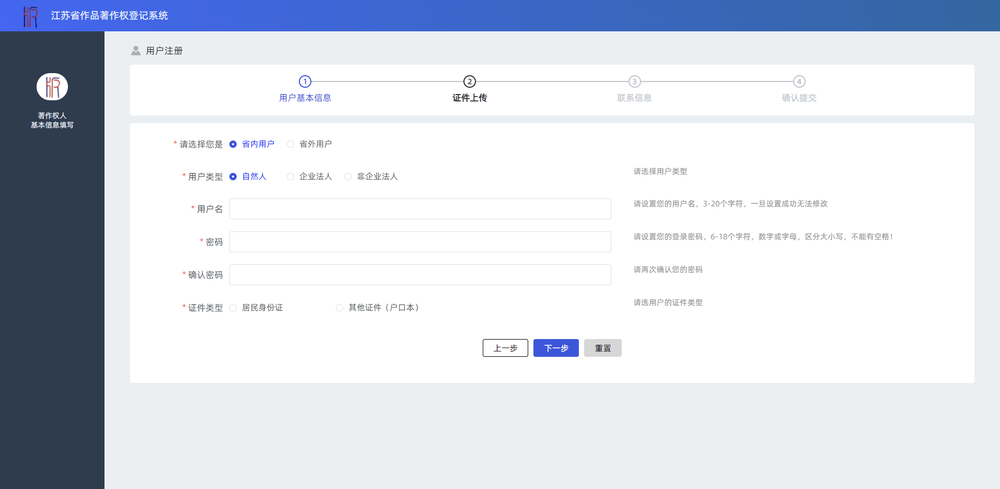 江苏省作品著作权登记系统
著作权人
基本信息填写
用户注册
1 2 3 4
用户基本信息 证件上传 联系信息 确认提交
* 请选择您是 省内用户 省外用户
* 用户类型 自然人 企业法人 非企业法人 请选择用户类型
* 用户名 请设置您的用户名，3-20个字符，一旦设置成功无法修改
* 密码 请设置您的登录密码，6-18个字符，数字或字母，区分大小写，不能有空格！
* 确认密码 请再次确认您的密码
* 证件类型 居民身份证 其他证件（户口本） 请选用户的证件类型
上一步 下一步 重置